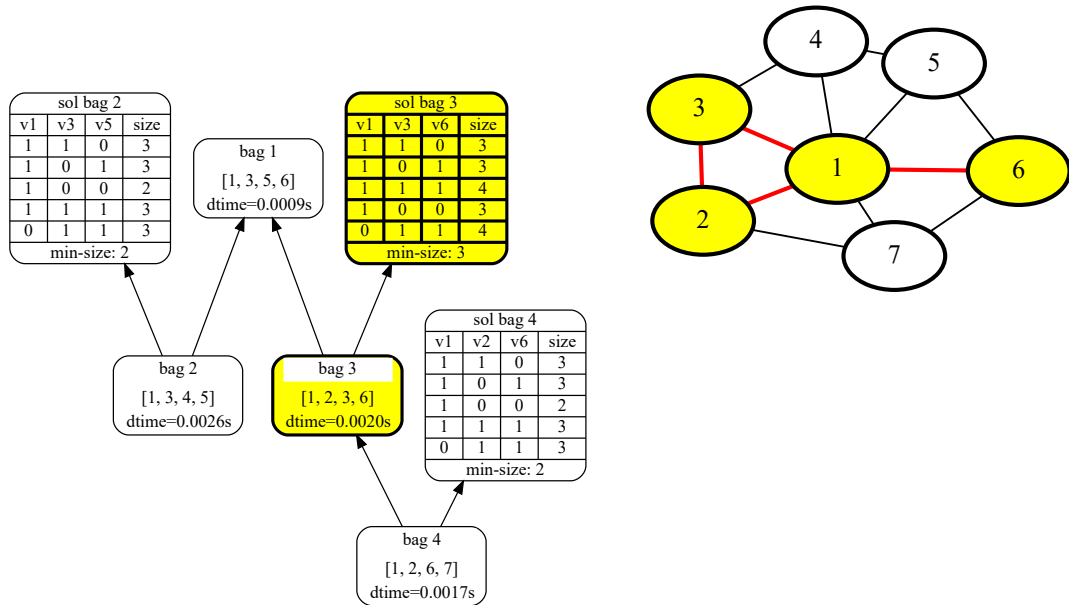 sol bag 2
v1 v3 v5 size
1 1 0 3
1 0 1 3
1 0 0 2
1 1 1 3
0 1 1 3
min-size: 2
bag 1
[1, 3, 5, 6]
dtime=0.0009s
sol bag 3
v1 v3 v6 size
1 1 0 3
1 0 1 3
1 1 1 4
1 0 0 3
0 1 1 4
min-size: 3
bag 2
[1, 3, 4, 5]
dtime=0.0026s
bag 3
[1, 2, 3, 6]
dtime=0.0020s
sol bag 4
v1 v2 v6 size
1 1 0 3
1 0 1 3
1 0 0 2
1 1 1 3
0 1 1 3
min-size: 2
bag 4
[1, 2, 6, 7]
dtime=0.0017s
4
5
3
1
6
2
7